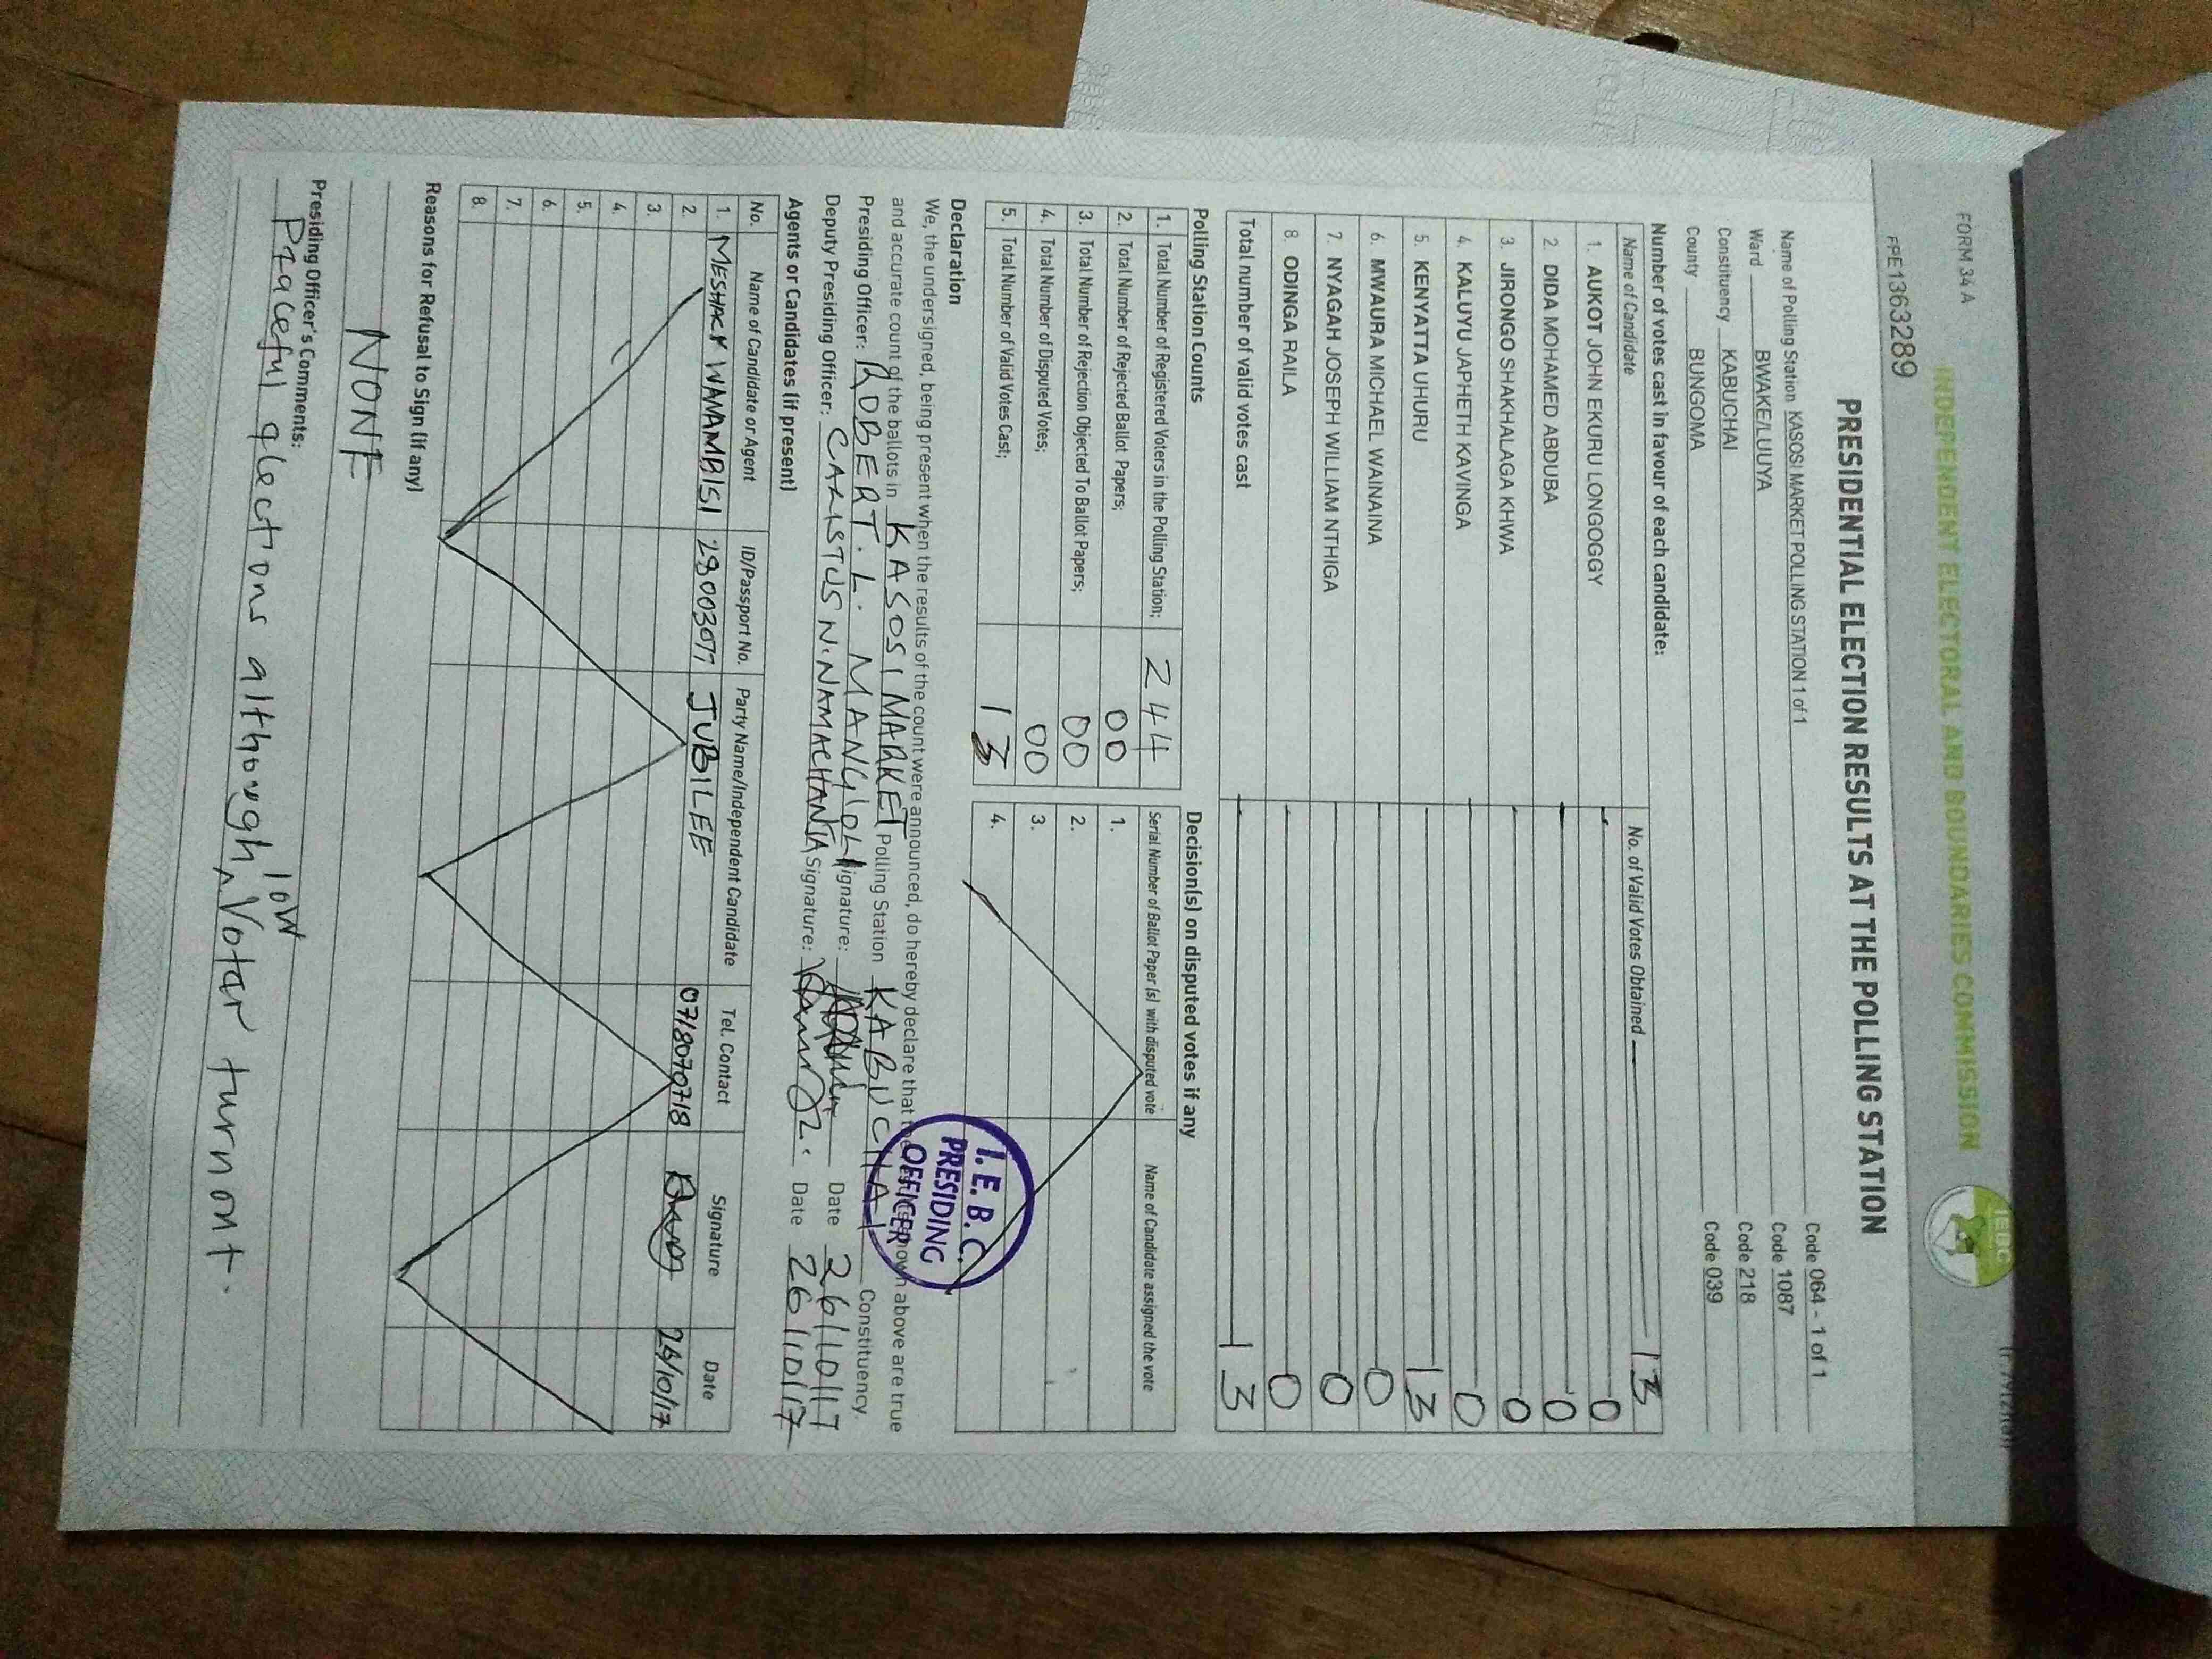 FORM 34 A
INDEPENDENT ELECTORAL AND BOUNDARIES COMMISSION
IEBC
FPE1363289
PRESIDENTIAL ELECTION RESULTS AT THE POLLING STATION
Name of Polling Station KASOSI MARKET POLLING STATION 1 of 1 Code 064 - 1 of 1
Ward BWAKE/LUUYA Code 1087
Constituency KABUCHAI Code 218
County BUNGOMA Code 039
Number of votes cast in favour of each candidate:
Name of Candidate No. of Valid Votes Obtained 13
1. AUKOT JOHN EKURU LONGOGGY 0
2. DIDA MOHAMED ABDUBA 0
3. JIRONGO SHAKHALAGA KHWA 0
4. KALUYU JAPHETH KAVINGA 0
5. KENYATTA UHURU 13
6. MWAURA MICHAEL WAINAINA 0
7. NYAGAH JOSEPH WILLIAM NTHIGA 0
8. ODINGA RAILA 0
Total number of valid votes cast 13
Polling Station Counts
1. Total Number of Registered Voters in the Polling Station; 244
2. Total Number of Rejected Ballot Papers; 00
3. Total Number of Rejection Objected To Ballot Papers; 00
4. Total Number of Disputed Votes; 00
5. Total Number of Valid Votes Cast; 13
Decision(s) on disputed votes if any
Serial Number of Ballot Paper (s) with disputed vote Name of Candidate assigned the vote
1.
2.
3.
4.
Declaration
We, the undersigned, being present when the results of the count were announced, do hereby declare that the shown above are true
and accurate count of the ballots in KASOSI MARKET Polling Station KABUCHAI Constituency.
Presiding Officer: ROBERT. L. MANGIOLI Signature: Date 26/10/17
Deputy Presiding Officer: CALISTUS N. NAMACHANJA Signature: Date 26/10/17
I.E.B.C.
PRESIDING
OFFICER
Agents or Candidates (if present)
No. Name of Candidate or Agent ID/Passport No. Party Name/Independent Candidate Tel. Contact Signature Date
1. MESHACK WANAMBISI 28003077 JUBILEE 0718070718 26/10/17
2.
3.
4.
5.
6.
7.
8.
Reasons for Refusal to Sign (if any)
NONE
Presiding Officer's Comments:
Peaceful elections although low Voter turnout.